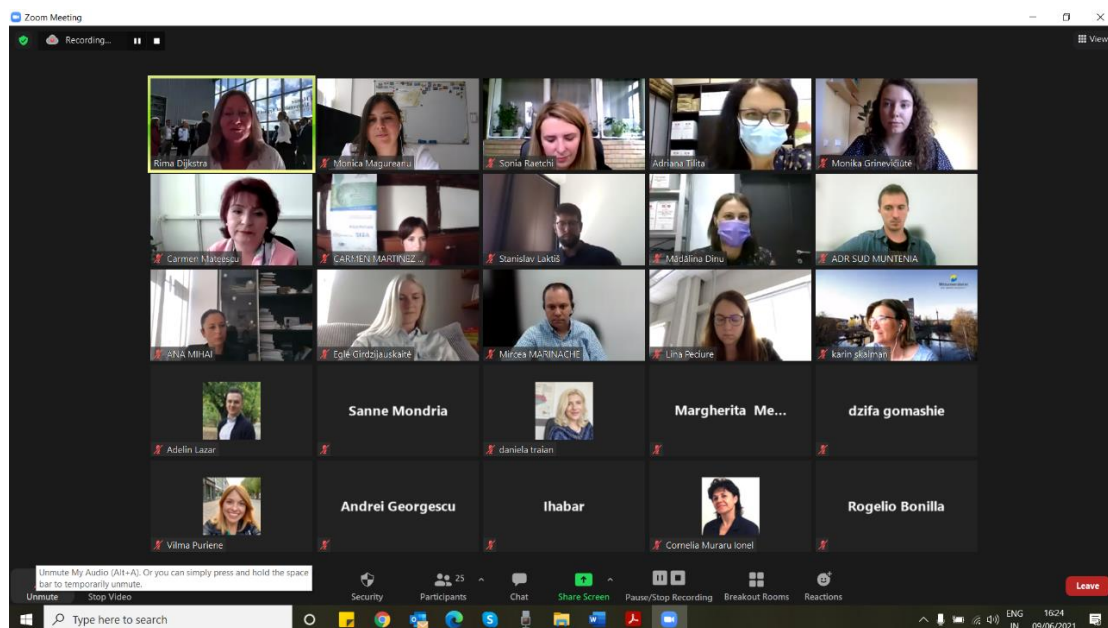 Zoom Meeting
Recording...
View
Rima Dijkstra
Monica Magureanu
Sonia Raetchi
Adriana Tilita
Monika Grinevičiūtė
Carmen Mateescu
CARMEN MARTINEZ ...
Stanislav Laktiš
Mădălina Dinu
ADR SUD MUNTENIA
ANA MIHAI
Eglė Girdzijauskaitė
Mircea MARINACHE
Lina Peciure
karin skalman
Adelin Lazar
Sanne Mondria
daniela traian
Margherita Me...
dzifa gomashie
Vilma Puriene
Andrei Georgescu
lhabar
Cornelia Muraru Ionel
Rogelio Bonilla
Unmute My Audio (Alt+A). Or you can simply press and hold the space
bar to temporarily unmute.
Unmute
Stop Video
Security
Participants
25
Chat
Share Screen
Pause/Stop Recording
Breakout Rooms
Reactions
Leave
Type here to search
ENG
IN
16:24
09/06/2021